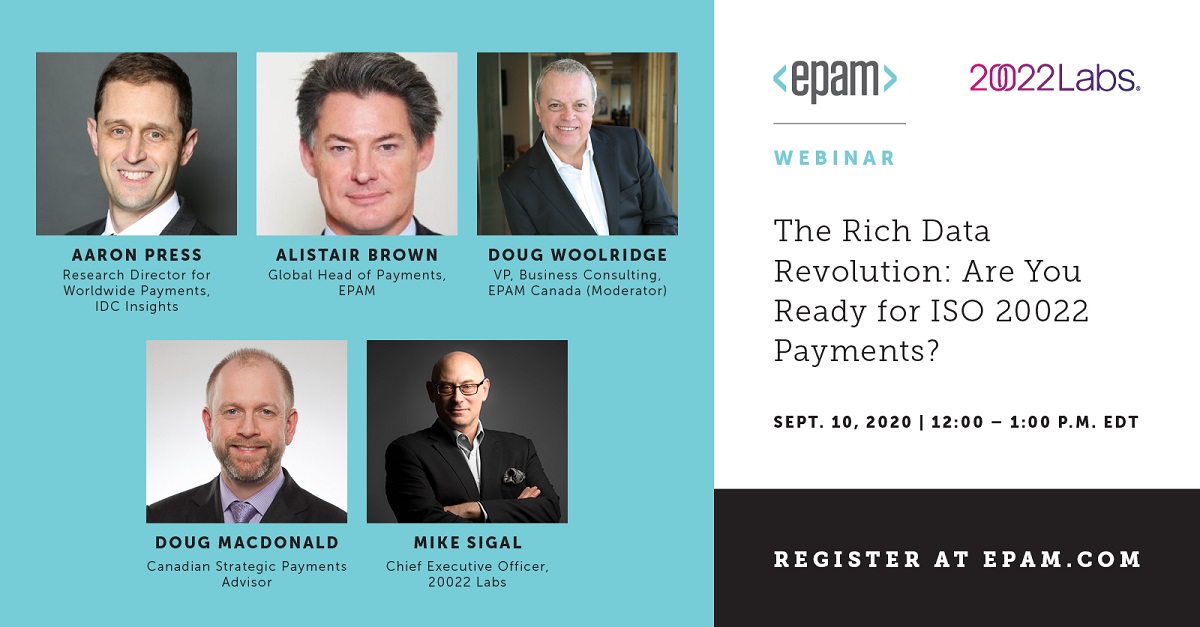 AARON PRESS
Research Director for
Worldwide Payments,
IDC Insights
ALISTAIR BROWN
Global Head of Payments,
EPAM
DOUG WOOLRIDGE
VP, Business Consulting,
EPAM Canada (Moderator)
DOUG MACDONALD
Canadian Strategic Payments
Advisor
MIKE SIGAL
Chief Executive Officer,
20022 Labs
<epam>
20022Labs®
WEBINAR
The Rich Data
Revolution: Are You
Ready for ISO 20022
Payments?
SEPT. 10, 2020 | 12:00 – 1:00 P.M. EDT
REGISTER AT EPAM.COM